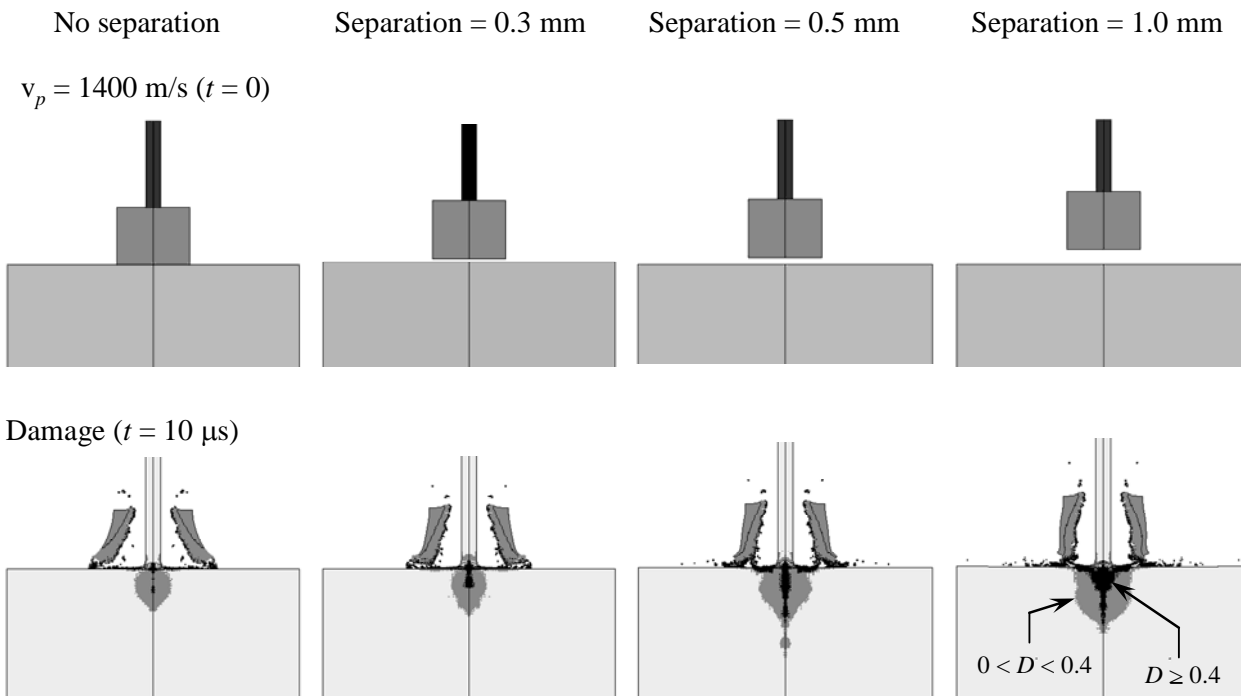 No separation Separation = 0.3 mm Separation = 0.5 mm Separation = 1.0 mm
vₚ = 1400 m/s (t = 0)
Damage (t = 10 μs)
0 < D < 0.4 D ≥ 0.4